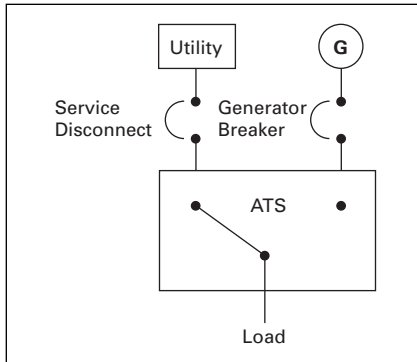 Utility
G
Service
Disconnect
Generator
Breaker
ATS
Load